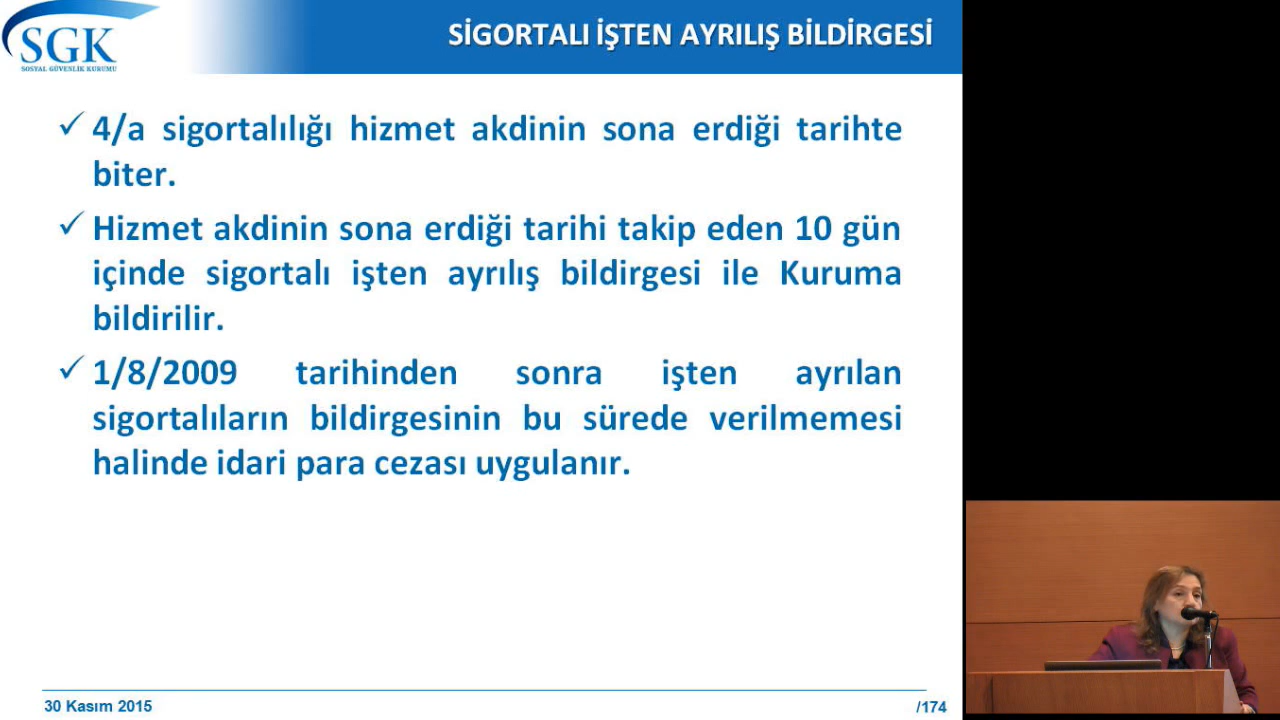 SGK
SOSYAL GÜVENLİK KURUMU
SİGORTALI İŞTEN AYRILIŞ BİLDİRGESİ
✓ 4/a sigortalılığı hizmet akdinin sona erdiği tarihte
biter.
✓ Hizmet akdinin sona erdiği tarihi takip eden 10 gün
içinde sigortalı işten ayrılış bildirgesi ile Kuruma
bildirilir.
✓ 1/8/2009 tarihinden sonra işten ayrılan
sigortalıların bildirgesinin bu sürede verilmemesi
halinde idari para cezası uygulanır.
30 Kasım 2015
/174